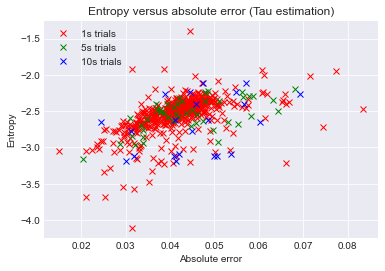 Entropy versus absolute error (Tau estimation)
1s trials
5s trials
10s trials
Entropy
−1.5
−2.0
−2.5
−3.0
−3.5
−4.0
0.02 0.03 0.04 0.05 0.06 0.07 0.08
Absolute error